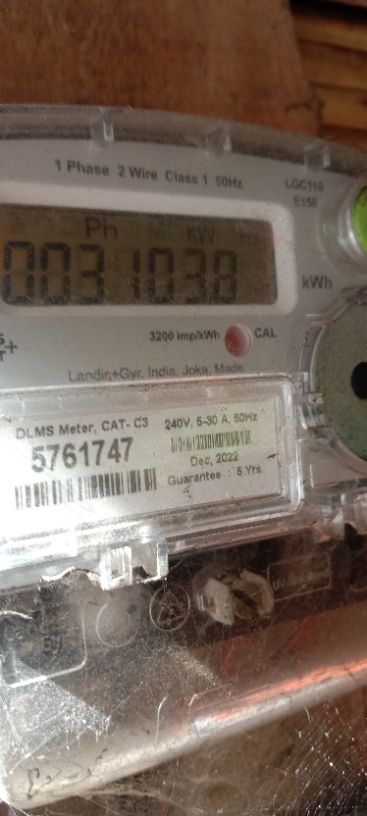 1 Phase 2 Wire Class 1 50Hz
LGC110
E150
Ph kW
0031038
kWh
3200 imp/kWh CAL
Landis+Gyr, India, Joka, Made
DLMS Meter, CAT- C3
5761747
240V, 5-30 A, 50Hz
Dec, 2022
Guarantee : 5 Yrs.